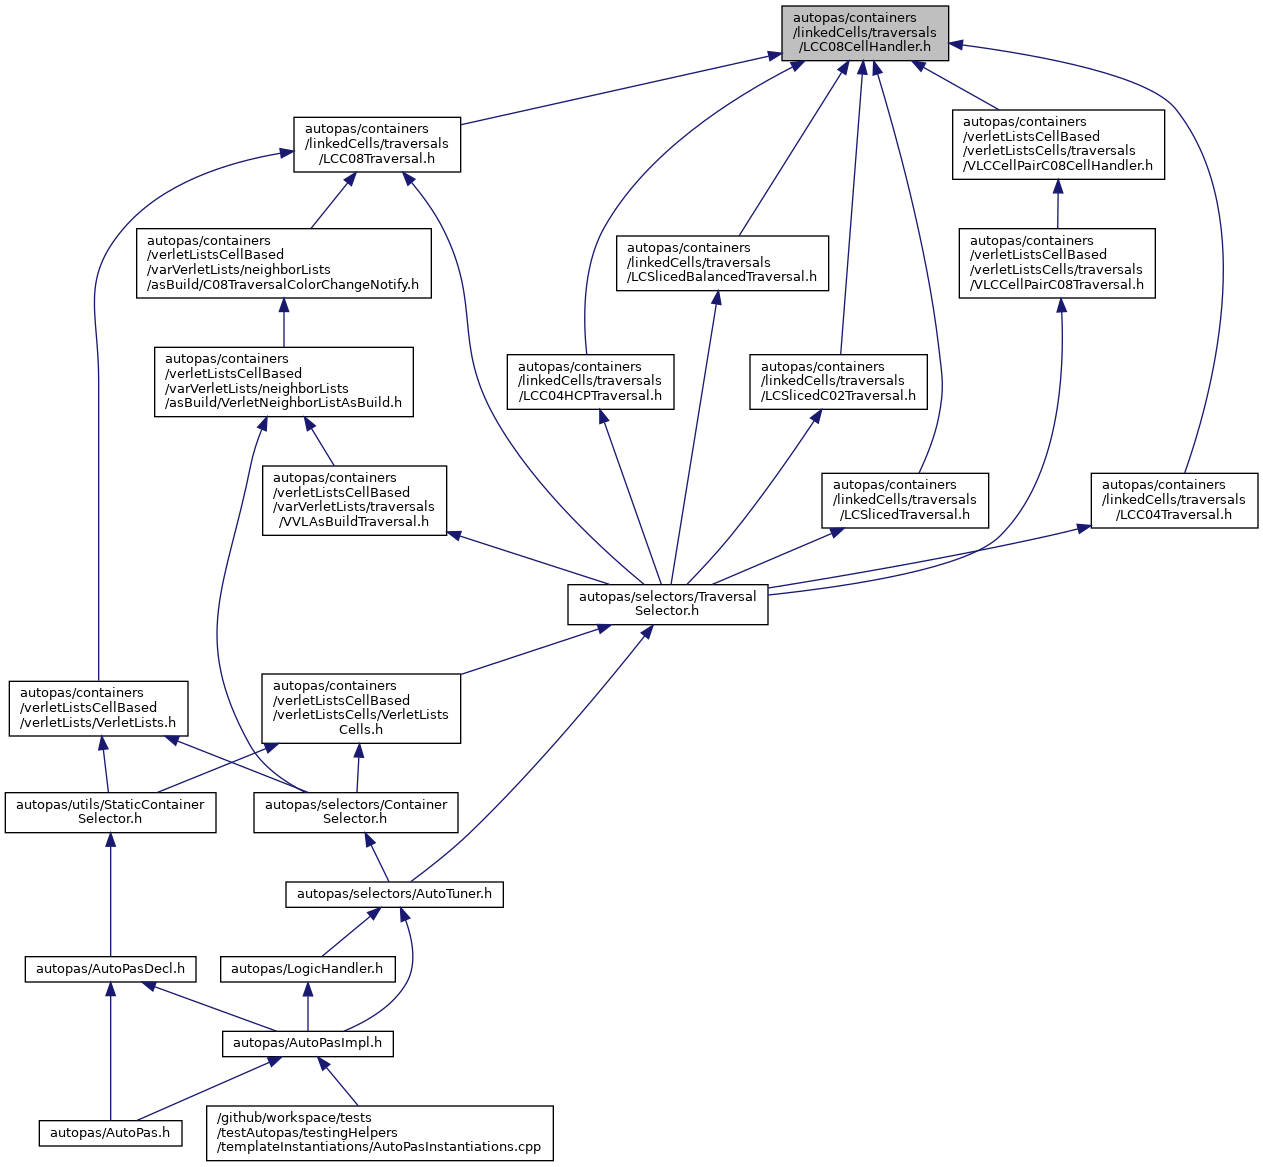 autopas/containers
/linkedCells/traversals
/LCC08CellHandler.h
autopas/containers
/linkedCells/traversals
/LCC08Traversal.h
autopas/containers
/verletListsCellBased
/verletListsCells/traversals
/VLCCellPairC08CellHandler.h
autopas/containers
/verletListsCellBased
/varVerletLists/neighborLists
/asBuild/C08TraversalColorChangeNotify.h
autopas/containers
/linkedCells/traversals
/LCSlicedBalancedTraversal.h
autopas/containers
/verletListsCellBased
/verletListsCells/traversals
/VLCCellPairC08Traversal.h
autopas/containers
/verletListsCellBased
/varVerletLists/neighborLists
/asBuild/VerletNeighborListAsBuild.h
autopas/containers
/linkedCells/traversals
/LCC04HCPTraversal.h
autopas/containers
/linkedCells/traversals
/LCSlicedC02Traversal.h
autopas/containers
/verletListsCellBased
/varVerletLists/traversals
/VVLAsBuildTraversal.h
autopas/containers
/linkedCells/traversals
/LCSlicedTraversal.h
autopas/containers
/linkedCells/traversals
/LCC04Traversal.h
autopas/selectors/Traversal
Selector.h
autopas/containers
/verletListsCellBased
/verletLists/VerletLists.h
autopas/containers
/verletListsCellBased
/verletListsCells/VerletLists
Cells.h
autopas/utils/StaticContainer
Selector.h
autopas/selectors/Container
Selector.h
autopas/selectors/AutoTuner.h
autopas/AutoPasDecl.h
autopas/LogicHandler.h
autopas/AutoPasImpl.h
autopas/AutoPas.h
/github/workspace/tests
/testAutopas/testingHelpers
/templateInstantiations/AutoPasInstantiations.cpp